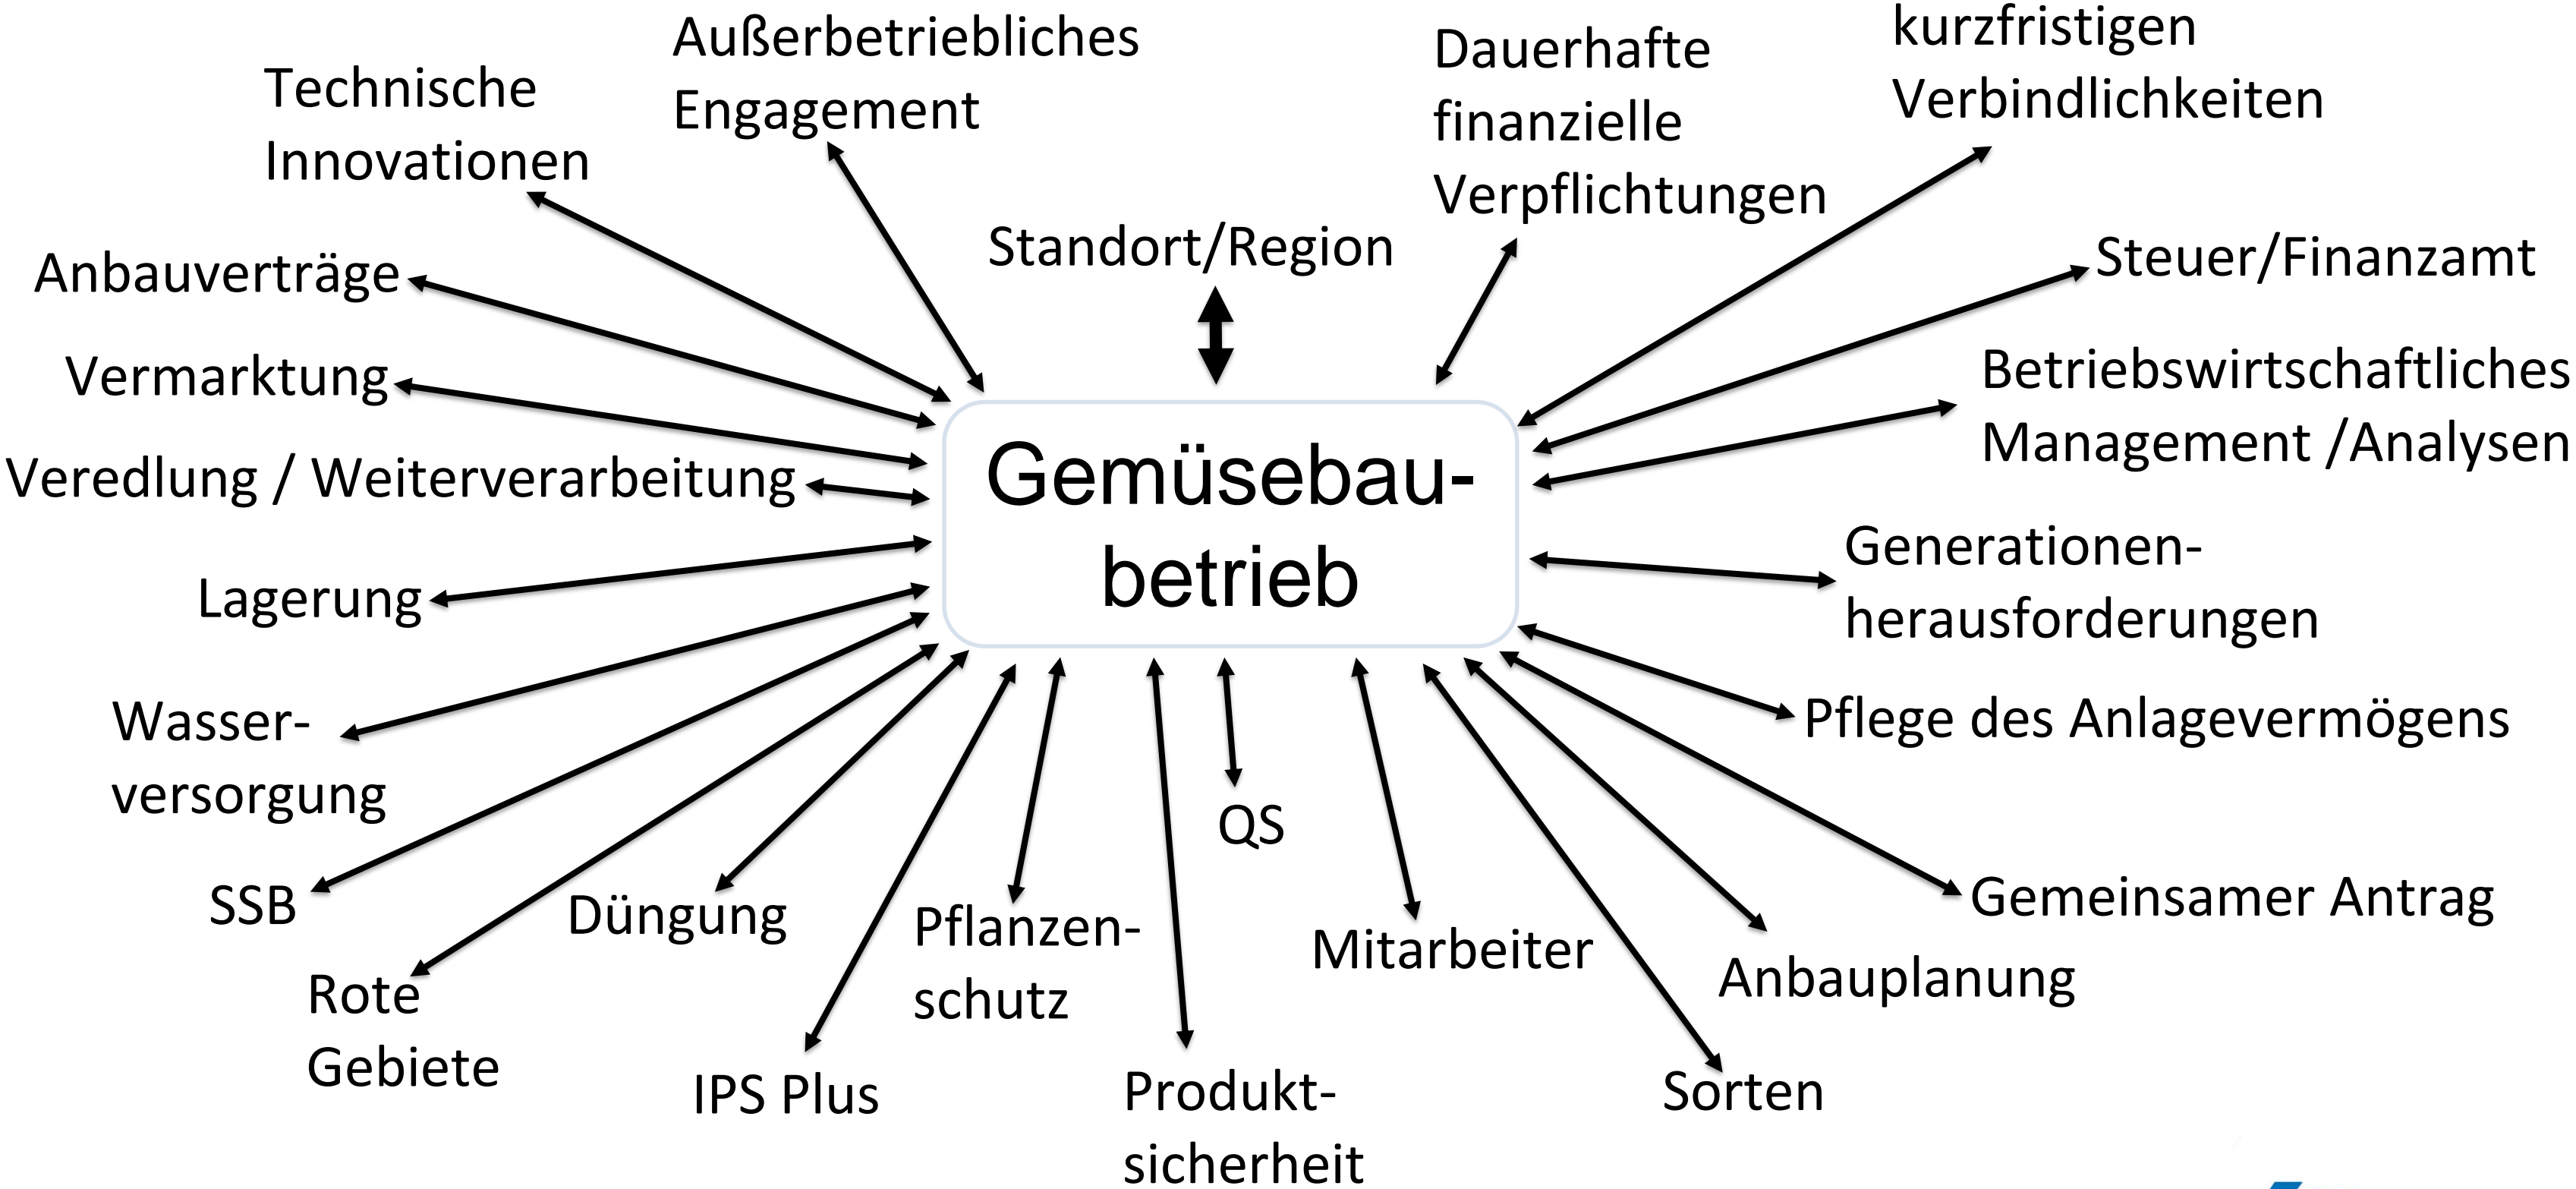 Außerbetriebliches
Engagement
Technische
Innovationen
Dauerhafte
finanzielle
Verpflichtungen
kurzfristigen
Verbindlichkeiten
Standort/Region
Steuer/Finanzamt
Anbauverträge
Vermarktung
Betriebswirtschaftliches
Management /Analysen
Veredlung / Weiterverarbeitung
Gemüsebau-
betrieb
Generationen-
herausforderungen
Lagerung
Wasser-
versorgung
Pflege des Anlagevermögens
QS
SSB
Düngung
Pflanzen-
schutz
Mitarbeiter
Gemeinsamer Antrag
Anbauplanung
Rote
Gebiete
IPS Plus
Produkt-
sicherheit
Sorten